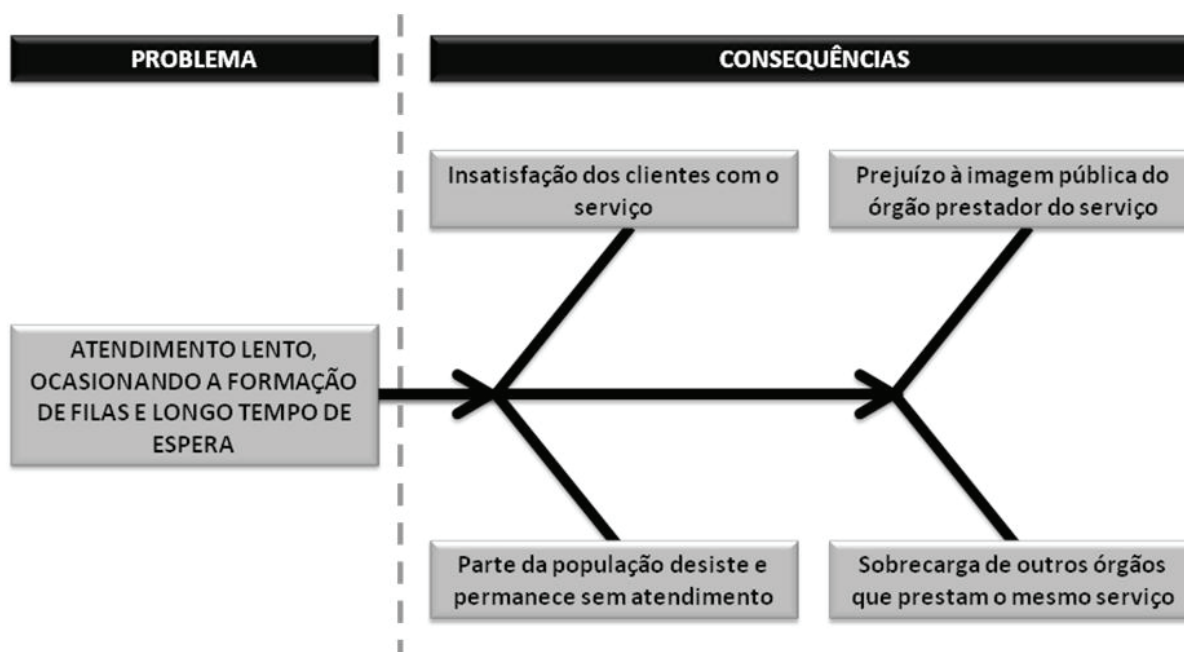 PROBLEMA
CONSEQUÊNCIAS
Insatisfação dos clientes com o
serviço
Prejuízo à imagem pública do
órgão prestador do serviço
ATENDIMENTO LENTO,
OCASIONANDO A FORMAÇÃO
DE FILAS E LONGO TEMPO DE
ESPERA
Parte da população desiste e
permanece sem atendimento
Sobrecarga de outros órgãos
que prestam o mesmo serviço